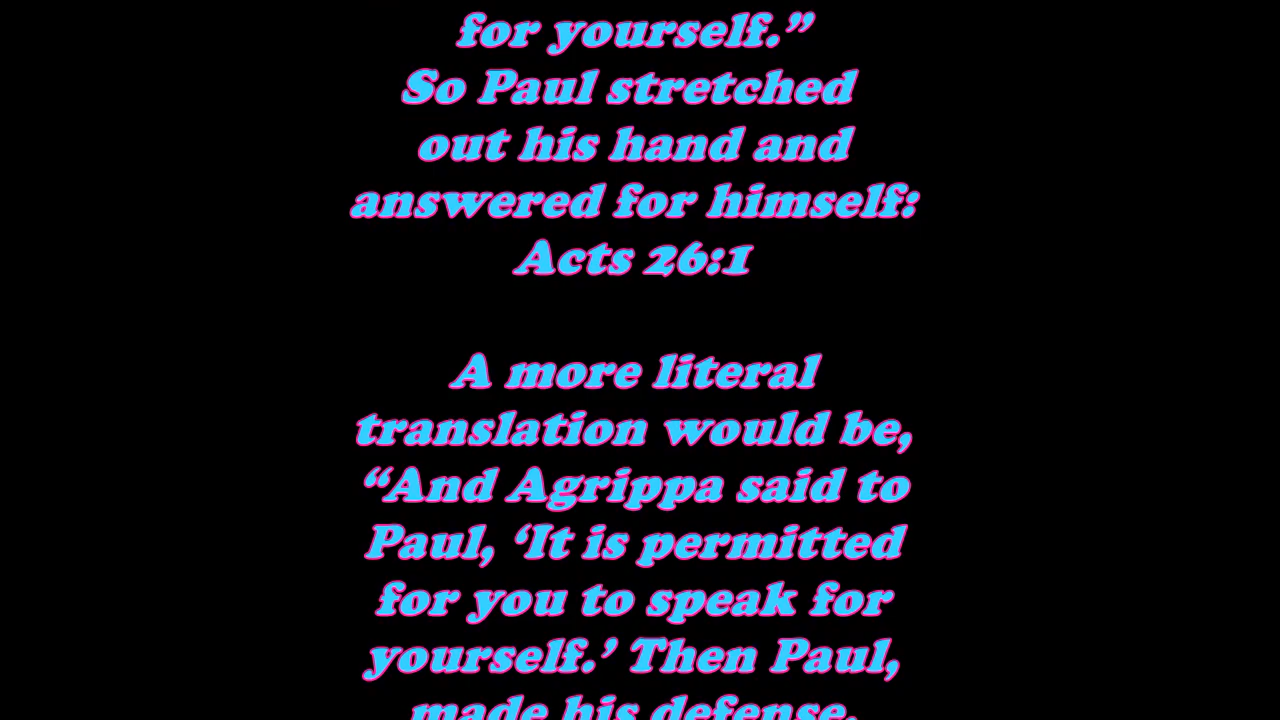 for yourself.”
So Paul stretched
out his hand and
answered for himself:
Acts 26:1
A more literal
translation would be,
“And Agrippa said to
Paul, ‘It is permitted
for you to speak for
yourself.’ Then Paul,
made his defense.